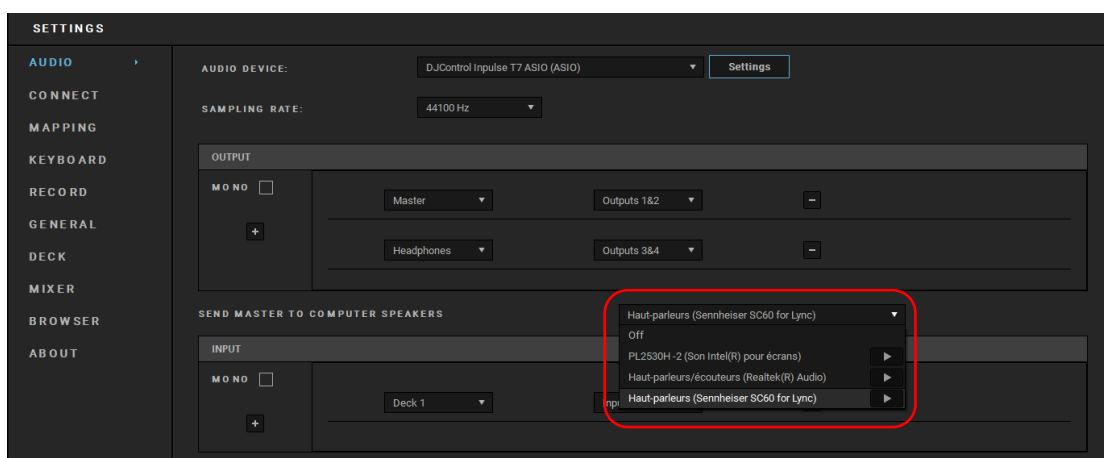 SETTINGS
AUDIO
CONNECT
MAPPING
KEYBOARD
RECORD
GENERAL
DECK
MIXER
BROWSER
ABOUT
AUDIO DEVICE:
DJControl Inpulse T7 ASIO (ASIO)
Settings
SAMPLING RATE:
44100 Hz
OUTPUT
MONO
Master
Outputs 1&2
Headphones
Outputs 3&4
SEND MASTER TO COMPUTER SPEAKERS
Haut-parleurs (Sennheiser SC60 for Lync)
Off
PL2530H -2 (Son Intel(R) pour écrans)
Haut-parleurs/écouteurs (Realtek(R) Audio)
Haut-parleurs (Sennheiser SC60 for Lync)
INPUT
MONO
Deck 1